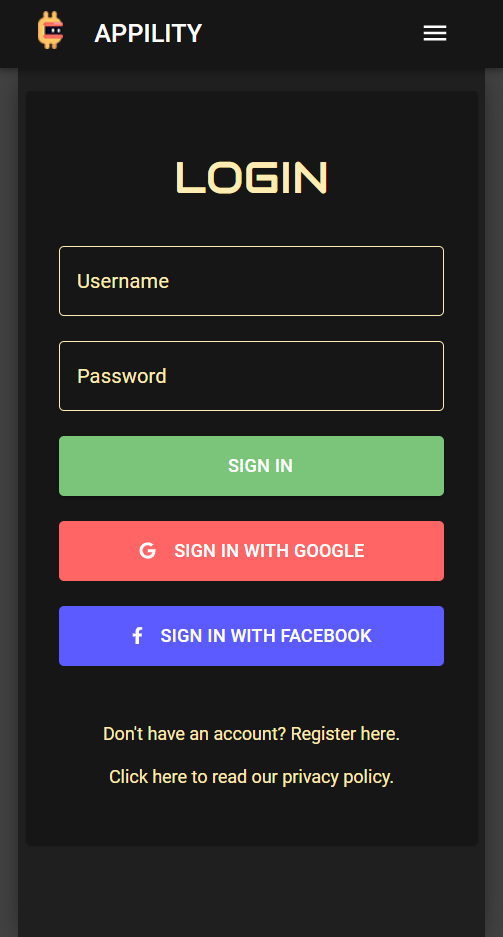 APPILITY
LOGIN
Username
Password
SIGN IN
SIGN IN WITH GOOGLE
SIGN IN WITH FACEBOOK
Don't have an account? Register here.
Click here to read our privacy policy.